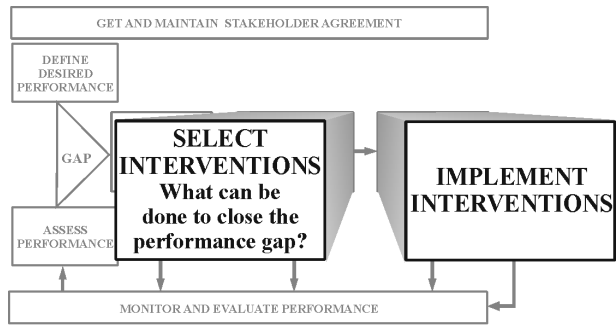 GET AND MAINTAIN STAKEHOLDER AGREEMENT
DEFINE
DESIRED
PERFORMANCE
GAP
SELECT
INTERVENTIONS
What can be
done to close the
performance gap?
IMPLEMENT
INTERVENTIONS
ASSESS
PERFORMANCE
MONITOR AND EVALUATE PERFORMANCE